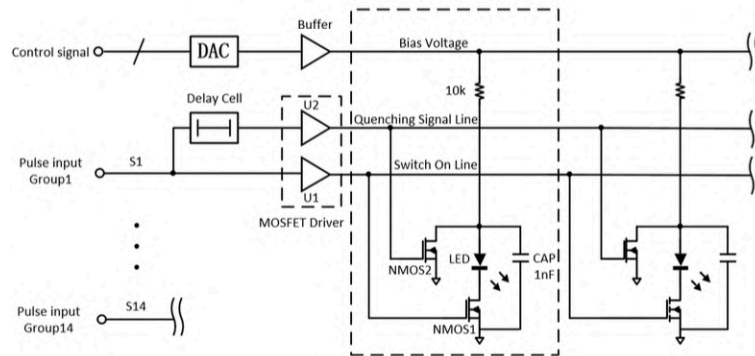 Buffer
Control signal
DAC
Bias Voltage
10k
Delay Cell
U2
Quenching Signal Line
Pulse input
Group1
S1
Switch On Line
U1
MOSFET Driver
NMOS2
LED
CAP
1nF
Pulse input
Group14
S14
NMOS1